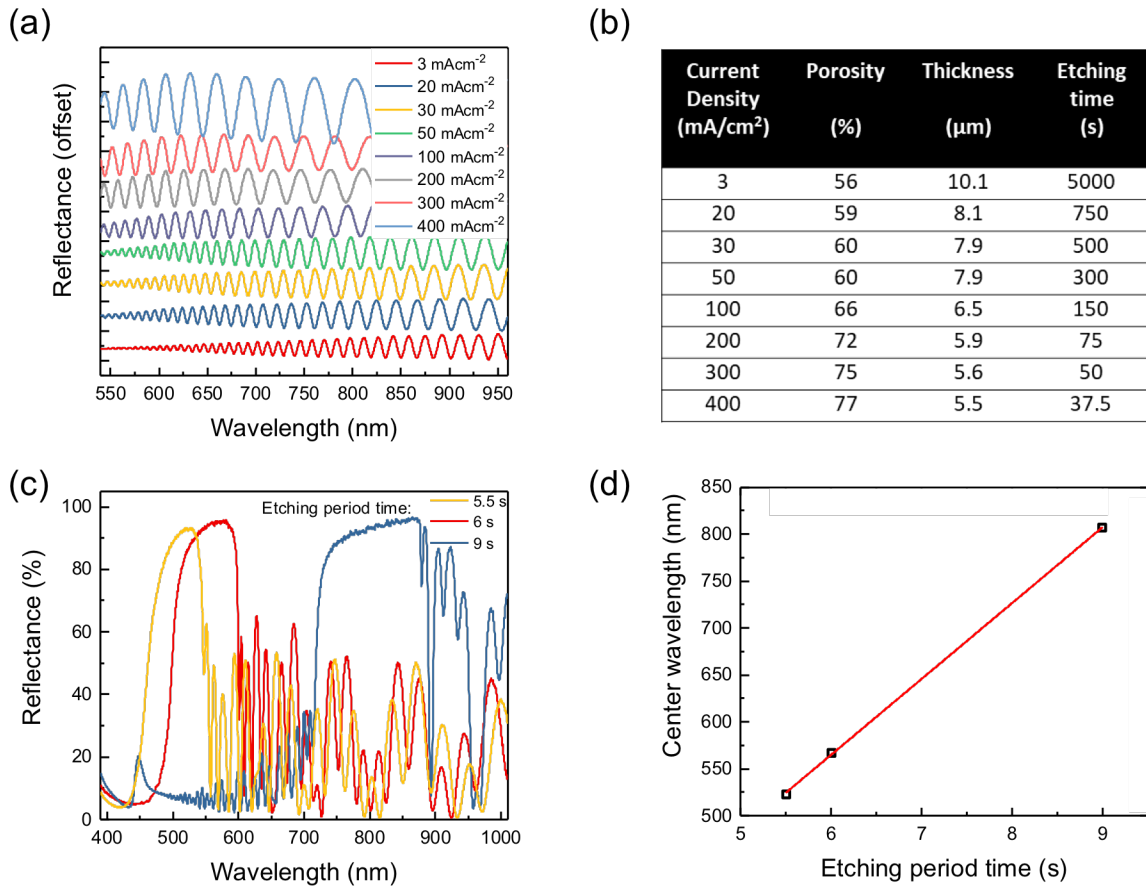 (a)
Reflectance (offset)
3 mAcm-2
20 mAcm-2
30 mAcm-2
50 mAcm-2
100 mAcm-2
200 mAcm-2
300 mAcm-2
400 mAcm-2
550 600 650 700 750 800 850 900 950
Wavelength (nm)
(b)
Current Density (mA/cm²) Porosity (%) Thickness (µm) Etching time (s)
3 56 10.1 5000
20 59 8.1 750
30 60 7.9 500
50 60 7.9 300
100 66 6.5 150
200 72 5.9 75
300 75 5.6 50
400 77 5.5 37.5
(c)
Reflectance (%)
100
80
60
40
20
0
Etching period time:
5.5 s
6 s
9 s
400 500 600 700 800 900 1000
Wavelength (nm)
(d)
Center wavelength (nm)
850
800
750
700
650
600
550
500
5 6 7 8 9
Etching period time (s)